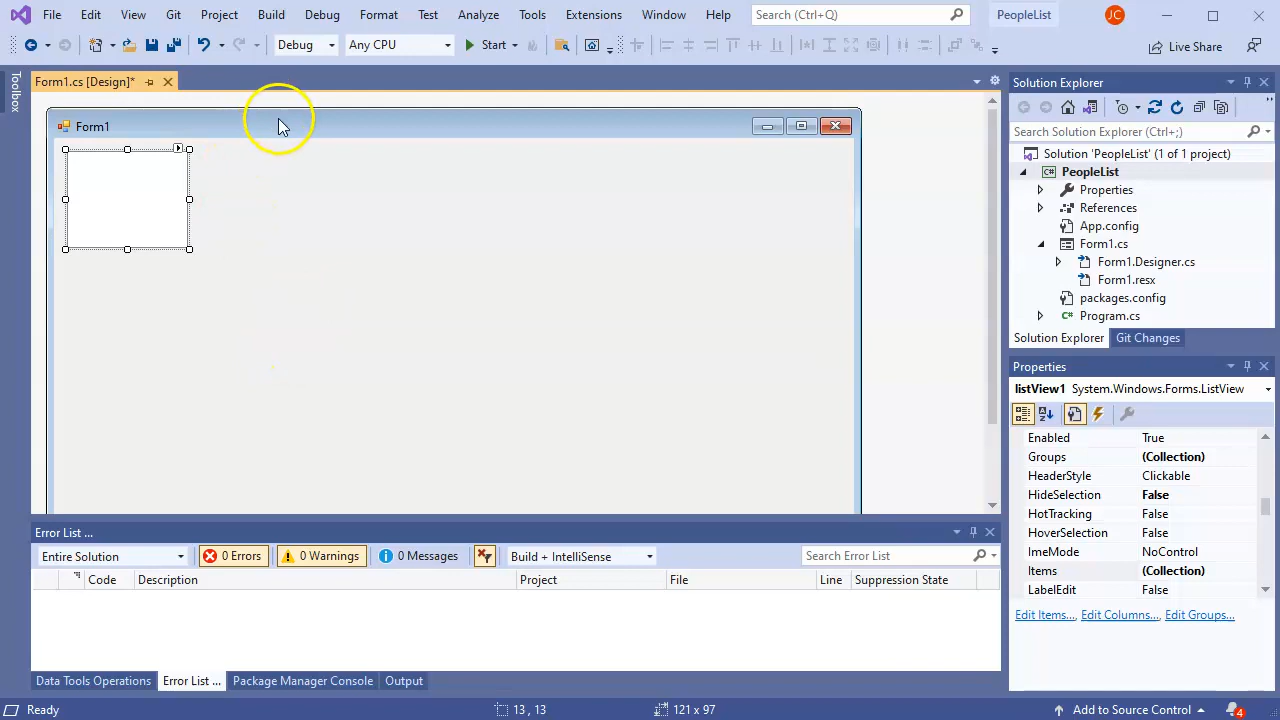 File Edit View Git Project Build Debug Format Test Analyze Tools Extensions Window Help Search (Ctrl+Q) PeopleList JC
Debug Any CPU Start Live Share
Toolbox
Form1.cs [Design]*
Form1
Solution Explorer
Search Solution Explorer (Ctrl+;)
Solution 'PeopleList' (1 of 1 project)
C# PeopleList
Properties
References
App.config
Form1.cs
Form1.Designer.cs
Form1.resx
packages.config
Program.cs
Solution Explorer Git Changes
Properties
listView1 System.Windows.Forms.ListView
Enabled True
Groups (Collection)
HeaderStyle Clickable
HideSelection False
HotTracking False
HoverSelection False
ImeMode NoControl
Items (Collection)
LabelEdit False
Edit Items..., Edit Columns..., Edit Groups...
Error List ...
Entire Solution 0 Errors 0 Warnings 0 Messages Build + IntelliSense Search Error List
Code Description Project File Line Suppression State
Data Tools Operations Error List ... Package Manager Console Output
Ready 13 , 13 121 x 97 Add to Source Control 4